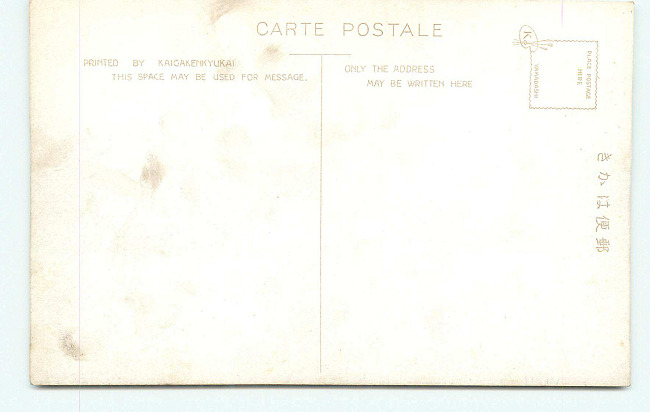 CARTE POSTALE
PRINTED BY KAIGAKENKYUKAI
THIS SPACE MAY BE USED FOR MESSAGE.
ONLY THE ADDRESS
MAY BE WRITTEN HERE
PLACE POSTAGE
HERE
郵便はかき